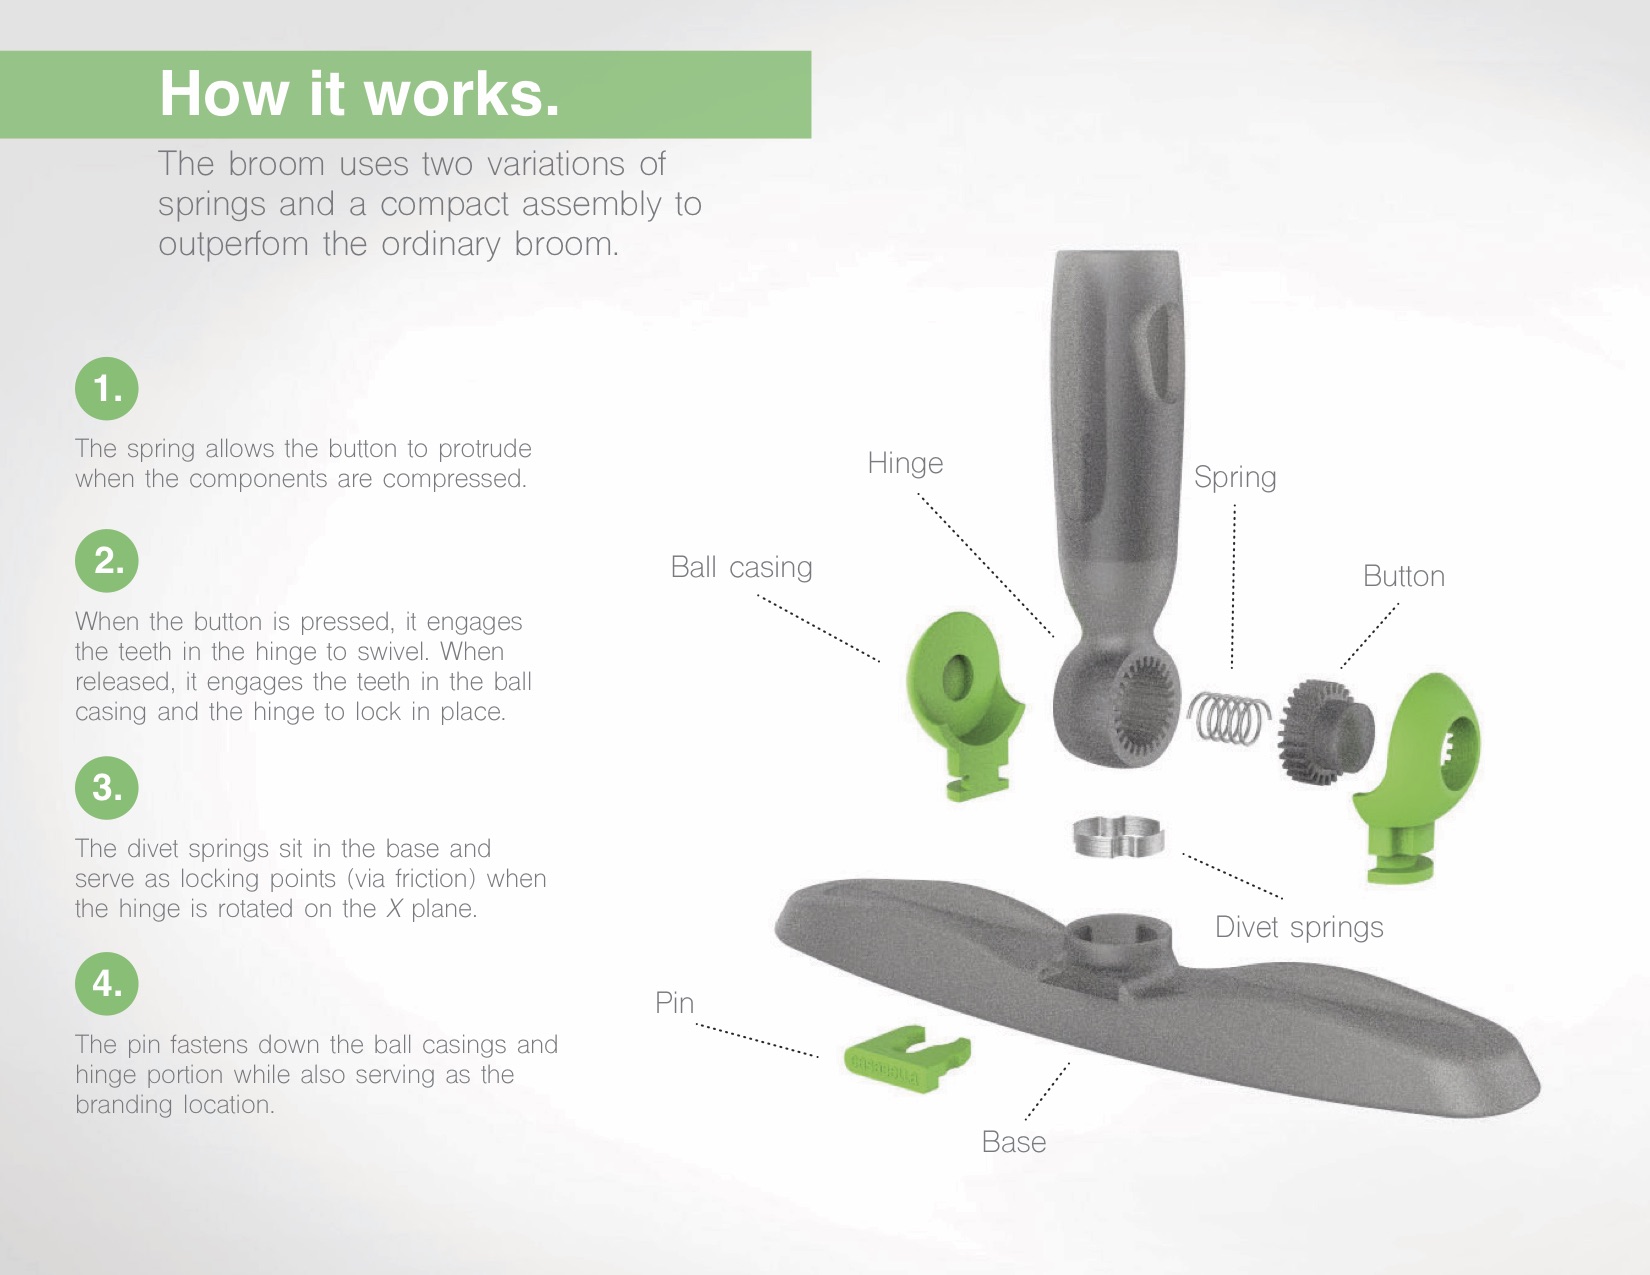 How it works.
The broom uses two variations of
springs and a compact assembly to
outperfom the ordinary broom.
1.
The spring allows the button to protrude
when the components are compressed.
2.
When the button is pressed, it engages
the teeth in the hinge to swivel. When
released, it engages the teeth in the ball
casing and the hinge to lock in place.
3.
The divet springs sit in the base and
serve as locking points (via friction) when
the hinge is rotated on the X plane.
4.
The pin fastens down the ball casings and
hinge portion while also serving as the
branding location.
Hinge
Spring
Ball casing
Button
Divet springs
Pin
Base